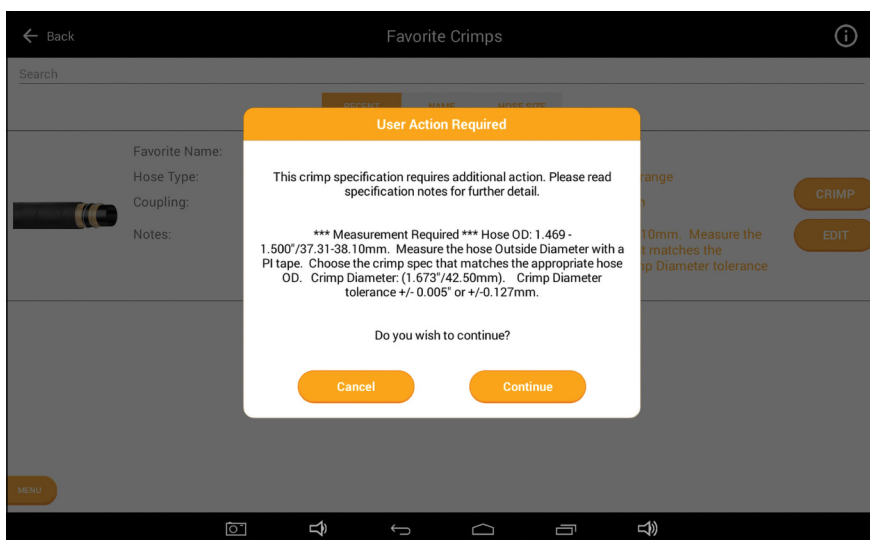 Back
Favorite Crimps
Search
RECENT NAME HOSE SIZE
User Action Required
Favorite Name:
Hose Type:
Coupling:
Notes:
This crimp specification requires additional action. Please read
specification notes for further detail.
*** Measurement Required *** Hose OD: 1.469 -
1.500"/37.31-38.10mm. Measure the hose Outside Diameter with a
PI tape. Choose the crimp spec that matches the appropriate hose
OD. Crimp Diameter: (1.673"/42.50mm). Crimp Diameter
tolerance +/- 0.005" or +/-0.127mm.
Do you wish to continue?
Cancel
Continue
10mm. Measure the
matches the
Diameter tolerance
CRIMP
EDIT
MENU